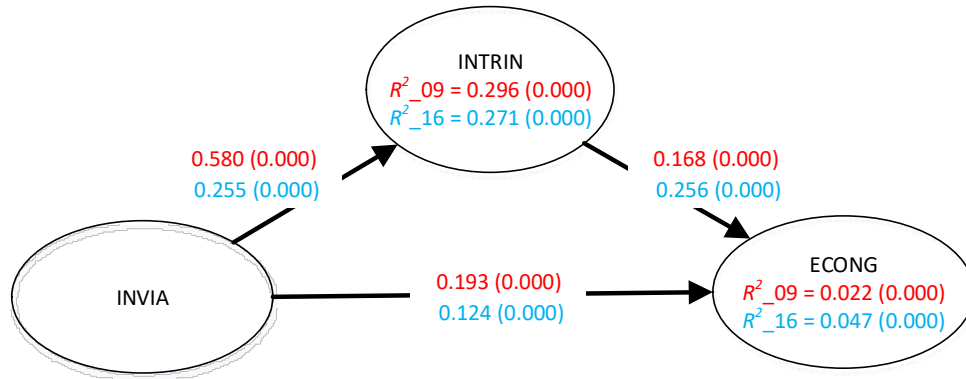 INTRIN
R²_09 = 0.296 (0.000)
R²_16 = 0.271 (0.000)
0.580 (0.000)
0.255 (0.000)
0.168 (0.000)
0.256 (0.000)
INVIA
0.193 (0.000)
0.124 (0.000)
ECONG
R²_09 = 0.022 (0.000)
R²_16 = 0.047 (0.000)